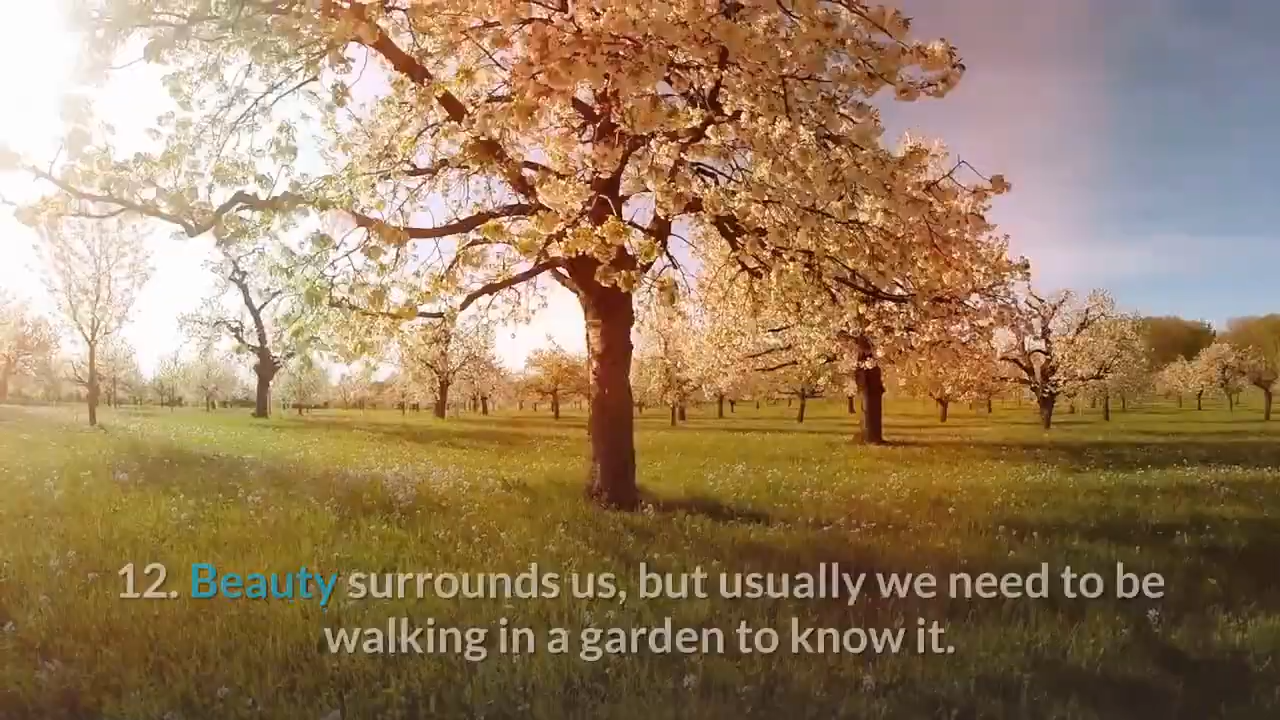 12. Beauty surrounds us, but usually we need to be
walking in a garden to know it.